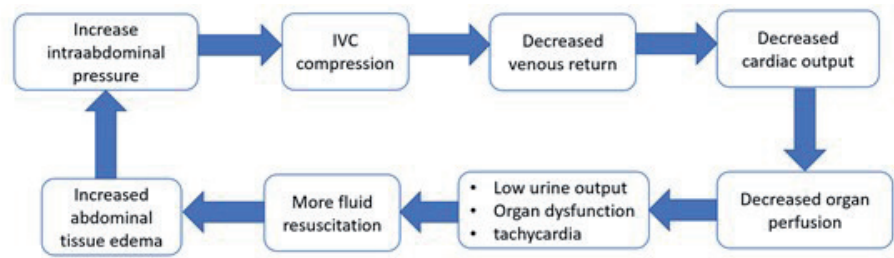 Increase
intraabdominal
pressure
IVC
compression
Decreased
venous return
Decreased
cardiac output
Decreased organ
perfusion
• Low urine output
• Organ dysfunction
• tachycardia
More fluid
resuscitation
Increased
abdominal
tissue edema